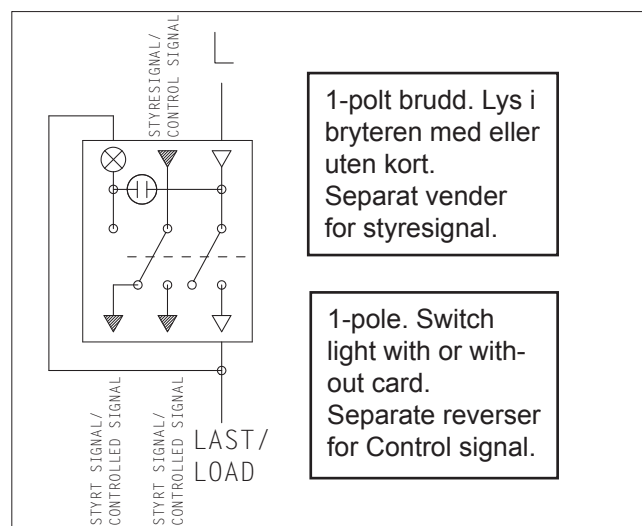 STYRESIGNAL/
CONTROL SIGNAL
L
1-polt brudd. Lys i
bryteren med eller
uten kort.
Separat vender
for styresignal.
1-pole. Switch
light with or with-
out card.
Separate reverser
for Control signal.
STYRT SIGNAL/
CONTROLLED SIGNAL
STYRT SIGNAL/
CONTROLLED SIGNAL
LAST/
LOAD